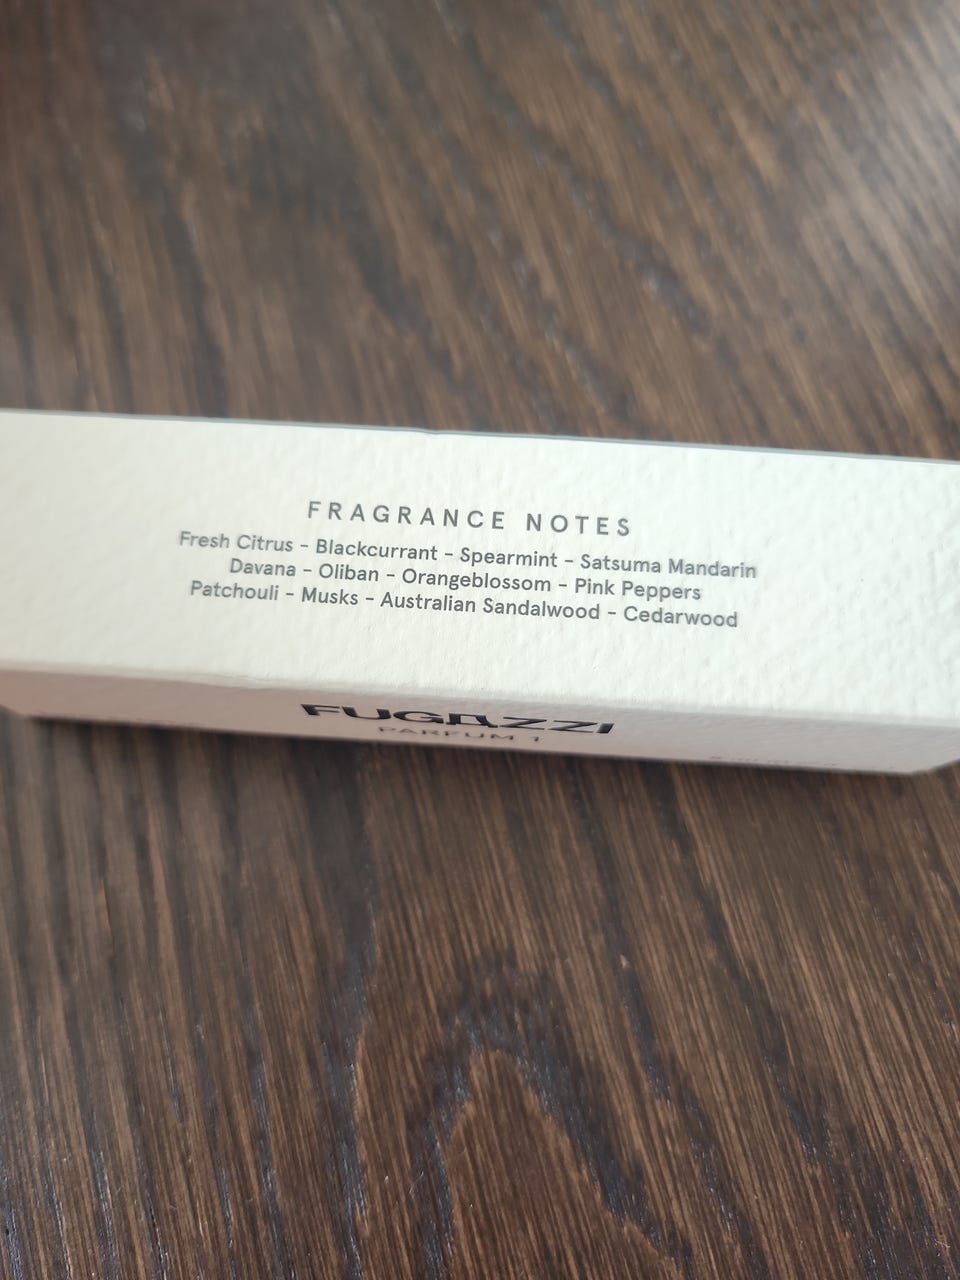 FRAGRANCE NOTES
Fresh Citrus - Blackcurrant - Spearmint - Satsuma Mandarin
Davana - Oliban - Orangeblossom - Pink Peppers
Patchouli - Musks - Australian Sandalwood - Cedarwood
FUGAZZI
PARFUM 1